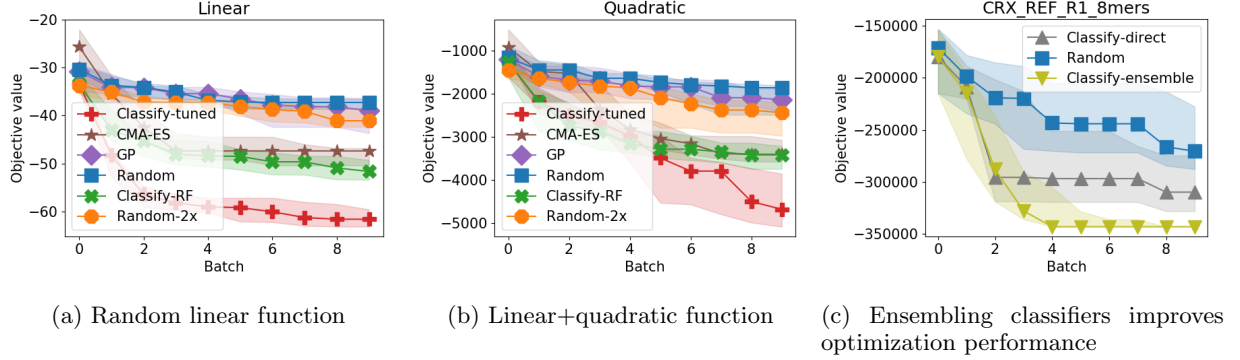 Linear
Objective value
−20
−30
−40
−50
−60
0 2 4 6 8
Batch
Classify-tuned
CMA-ES
GP
Random
Classify-RF
Random-2x
Quadratic
Objective value
−1000
−2000
−3000
−4000
−5000
0 2 4 6 8
Batch
Classify-tuned
CMA-ES
GP
Random
Classify-RF
Random-2x
CRX_REF_R1_8mers
Objective value
−150000
−200000
−250000
−300000
−350000
0 2 4 6 8
Batch
Classify-direct
Random
Classify-ensemble
(a) Random linear function
(b) Linear+quadratic function
(c) Ensembling classifiers improves
optimization performance